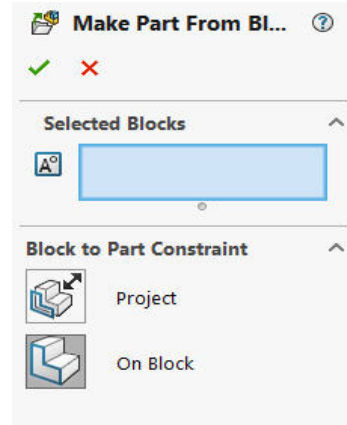 Make Part From Bl...
Selected Blocks
A
Block to Part Constraint
Project
On Block